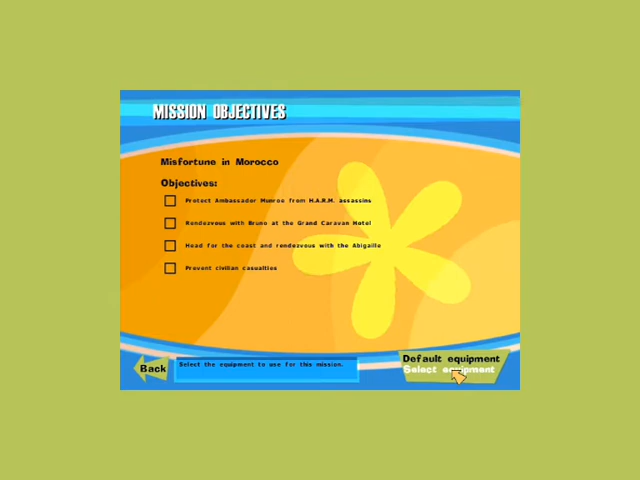 MISSION OBJECTIVES
Misfortune in Morocco
Objectives:
Protect Ambassador Monroe from H.A.R.M. assassins
Rendezvous with Bruno at the Grand Caravan Hotel
Head for the coast and rendezvous with the Abigaille
Prevent civilian casualties
Default equipment
Select equipment
Back
Select the equipment to use for this mission.